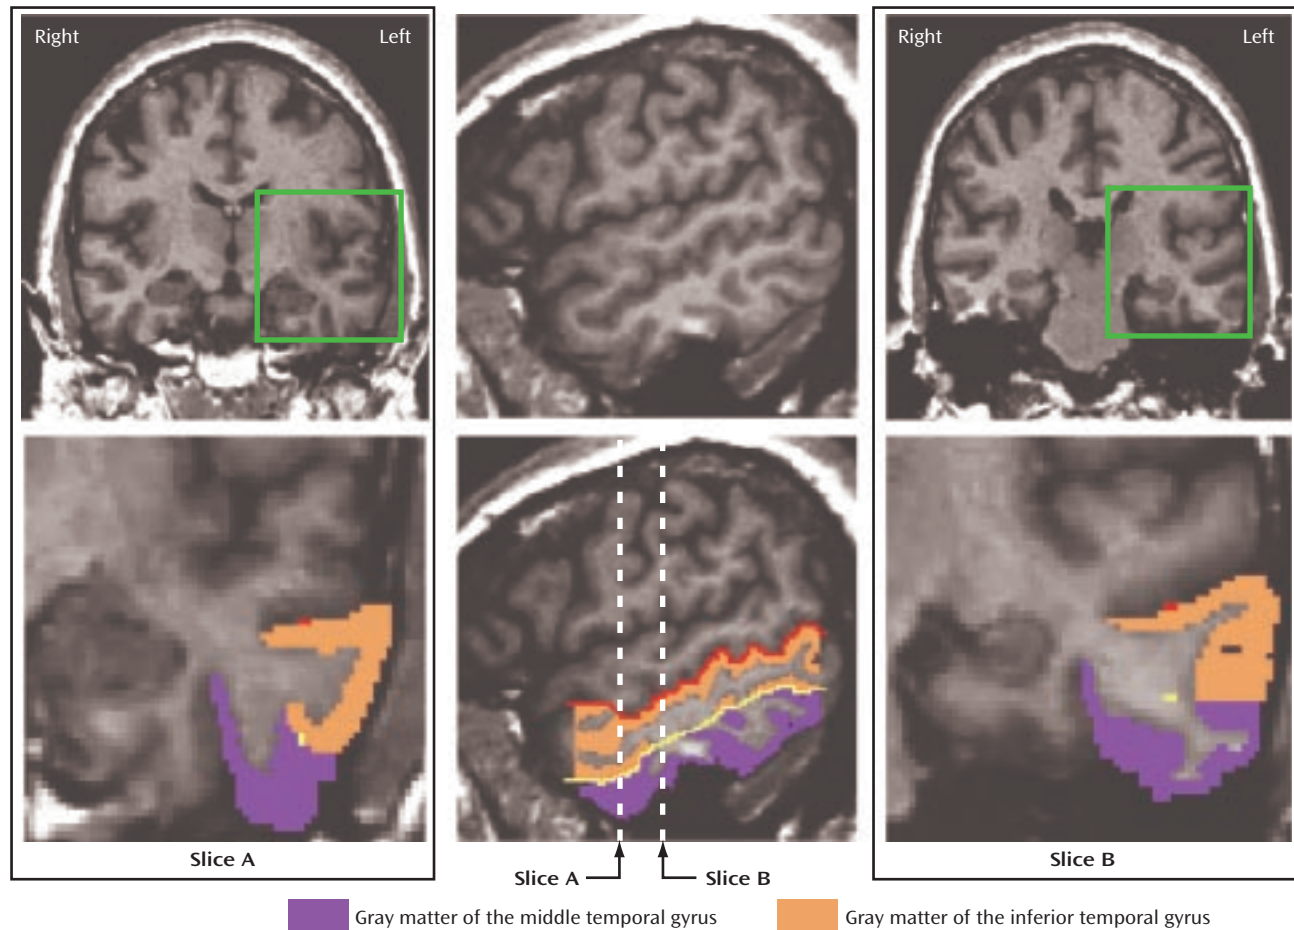 Right Left
Right Left
Slice A
Slice B
Slice A
Slice B
Gray matter of the middle temporal gyrus
Gray matter of the inferior temporal gyrus